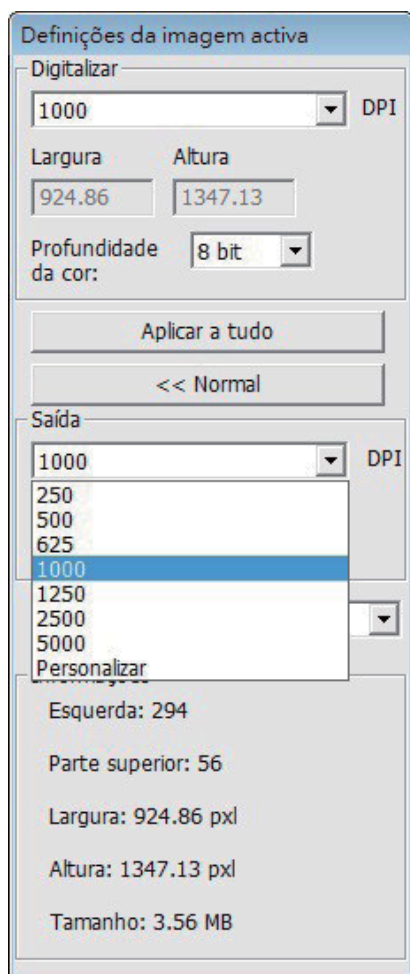 Definições da imagem activa
Digitalizar
1000 DPI
Largura Altura
924.86 1347.13
Profundidade 8 bit
da cor:
Aplicar a tudo
<< Normal
Saída
1000 DPI
250
500
625
1000
1250
2500
5000
Personalizar
Esquerda: 294
Parte superior: 56
Largura: 924.86 pxl
Altura: 1347.13 pxl
Tamanho: 3.56 MB